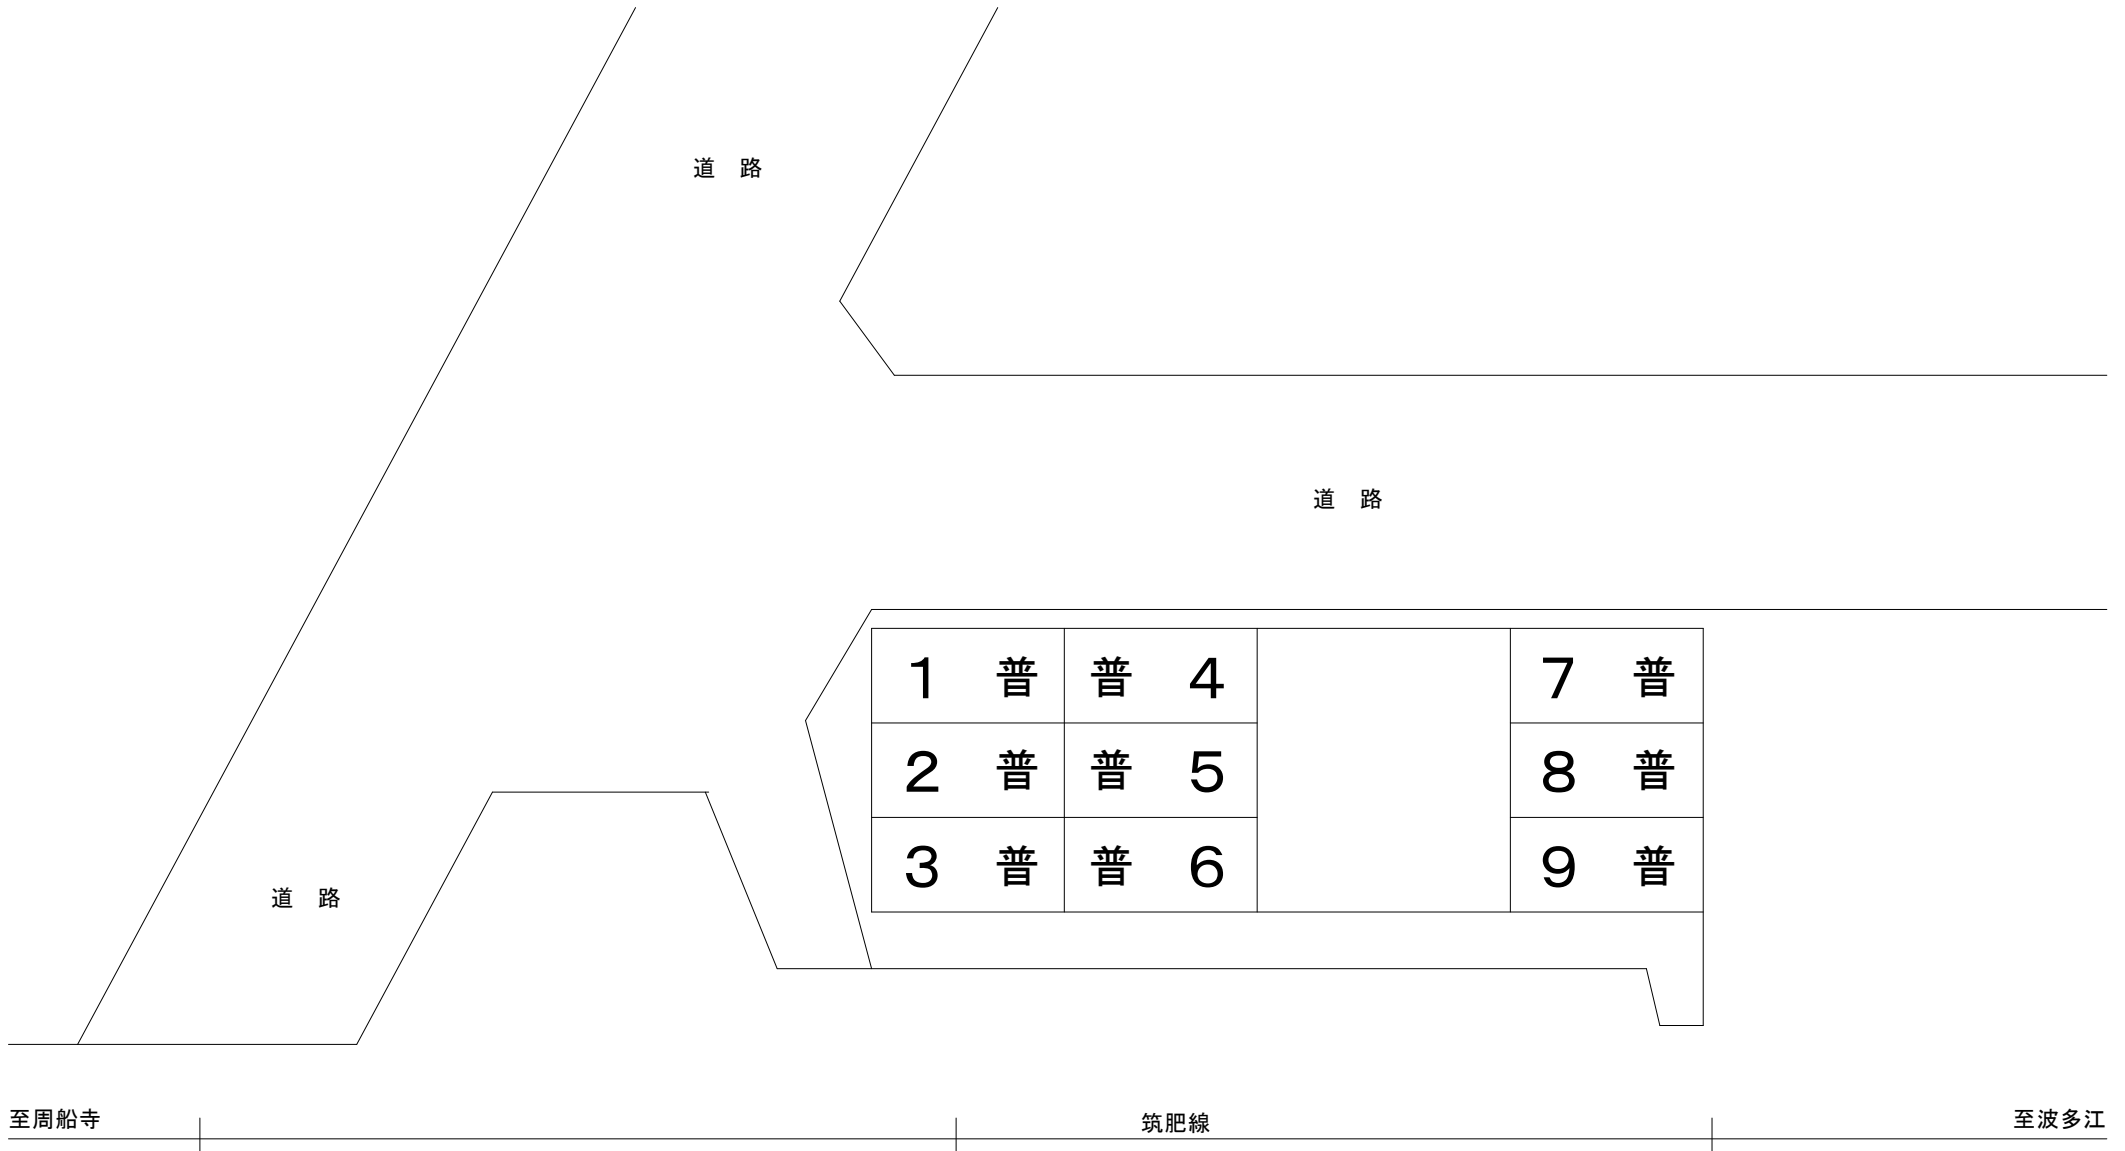 道 路
道 路
1 普 普 4 7 普
2 普 普 5 8 普
3 普 普 6 9 普
道 路
至周船寺 筑肥線 至波多江